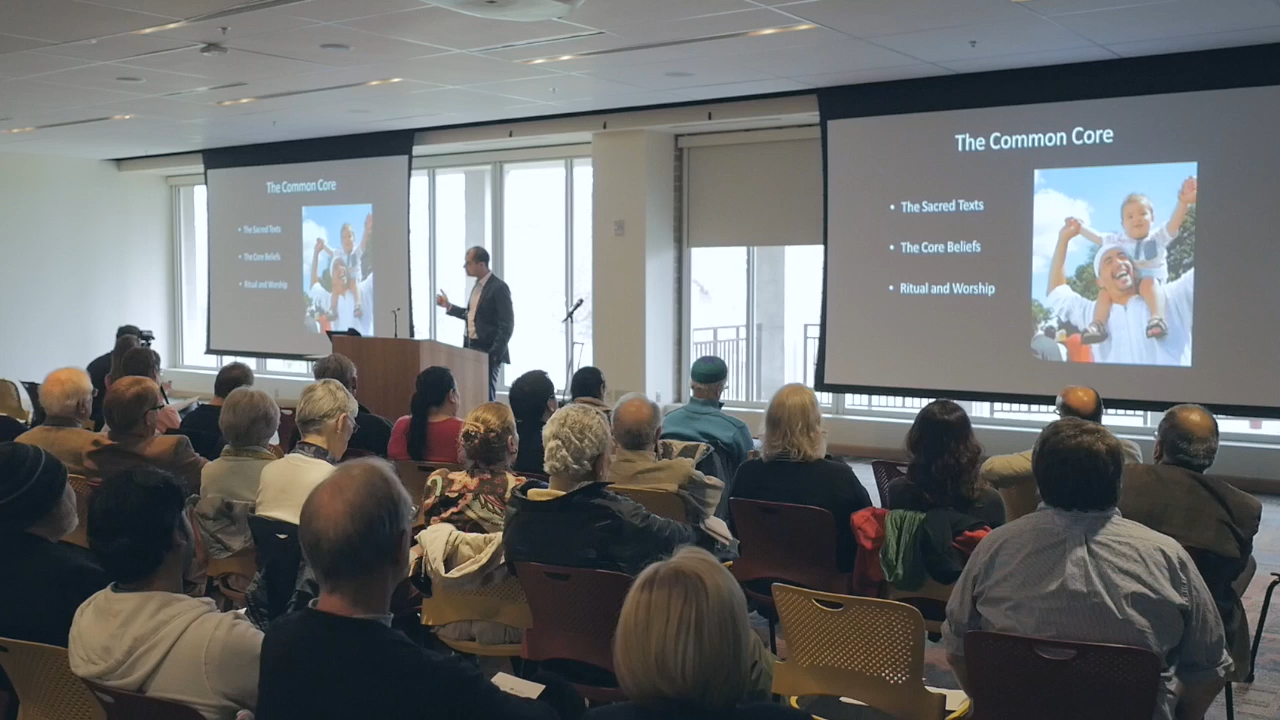 The Common Core
• The Sacred Texts
• The Core Beliefs
• Ritual and Worship
The Common Core
• The Sacred Texts
• The Core Beliefs
• Ritual and Worship